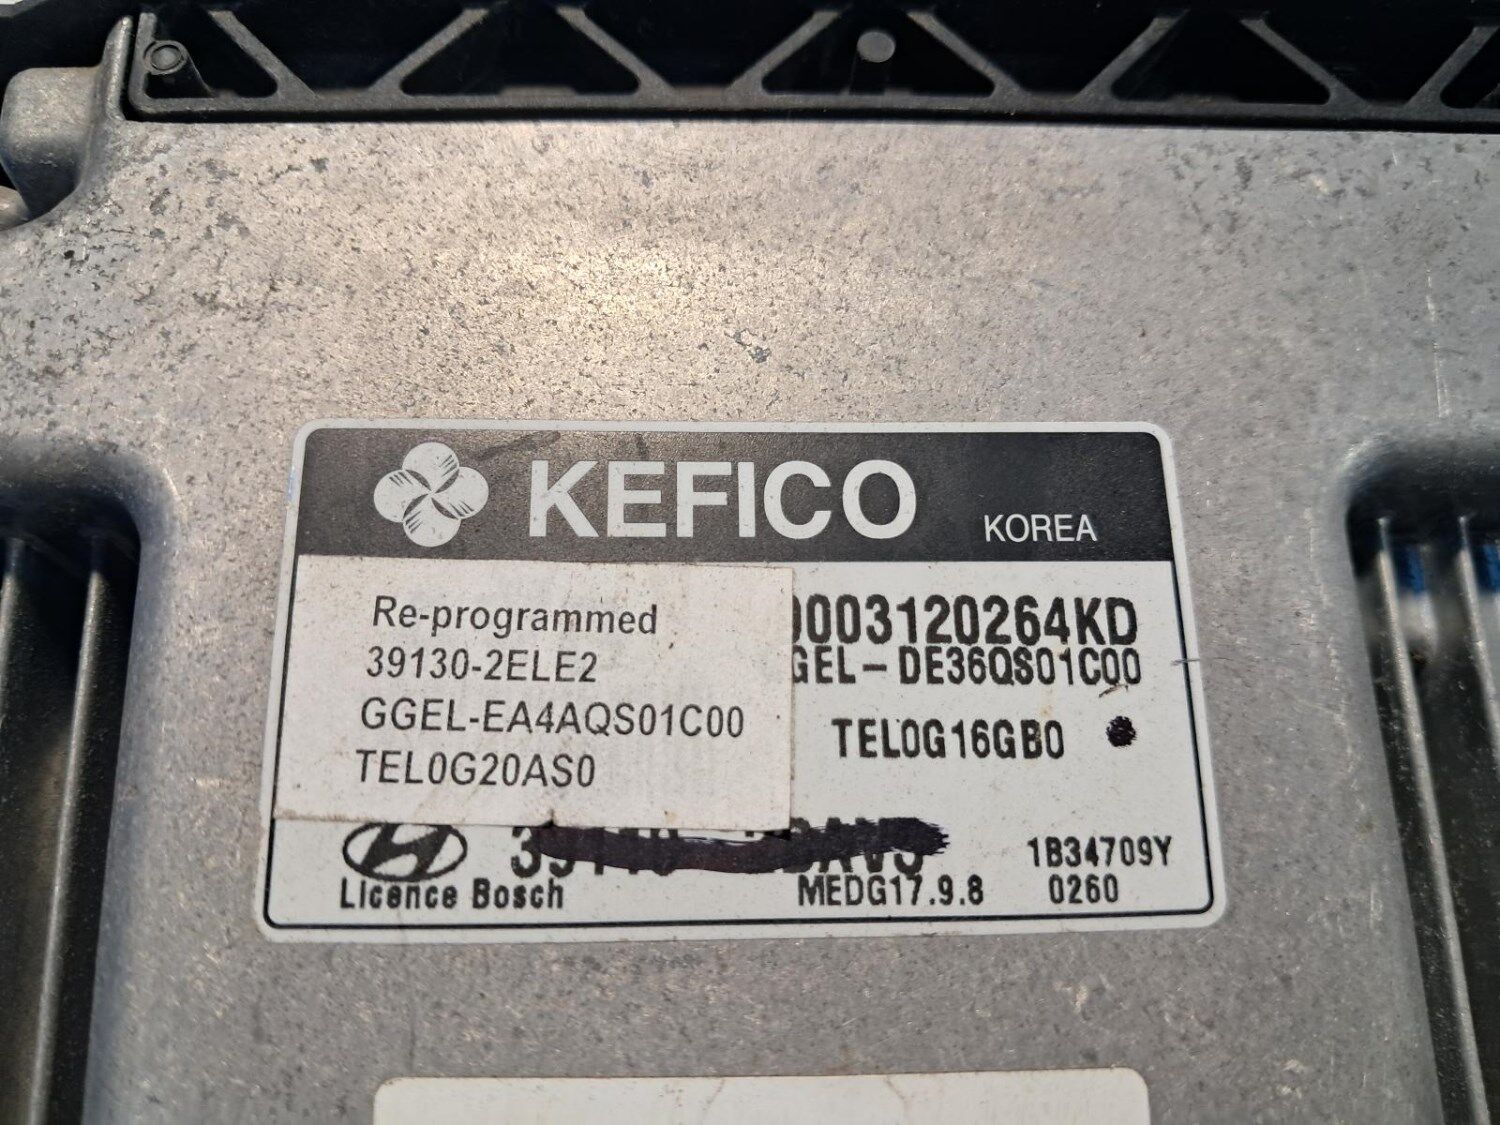 KEFICO KOREA
Re-programmed
39130-2ELE2
GGEL-EA4AQS01C00
TEL0G20AS0
003120264KD
GEL-DE36QS01C00
TEL0G16GB0
1B34709Y
Licence Bosch MEDG17.9.8 0260